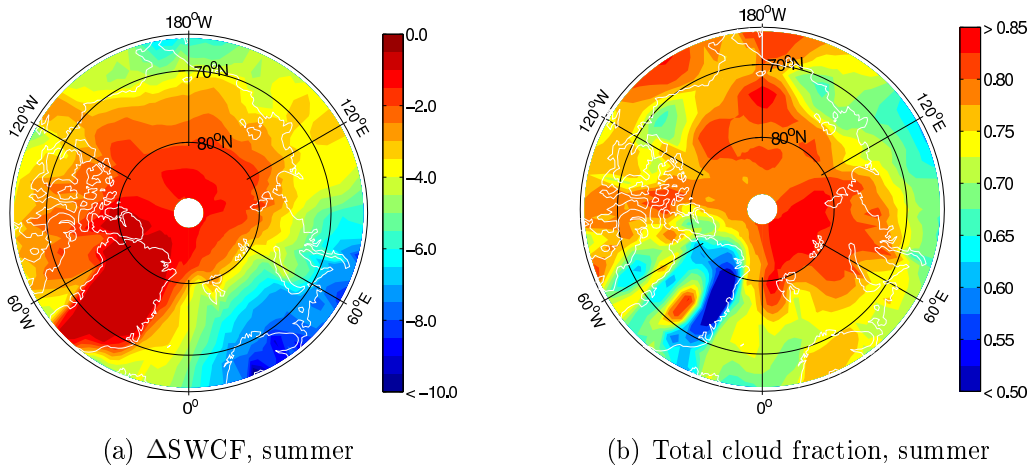 180°W
120°W
120°E
60°W
60°E
0°
70°N
80°N
0.0
−2.0
−4.0
−6.0
−8.0
< −10.0
(a) ΔSWCF, summer
180°W
120°W
120°E
60°W
60°E
0°
70°N
80°N
> 0.85
0.80
0.75
0.70
0.65
0.60
0.55
< 0.50
(b) Total cloud fraction, summer